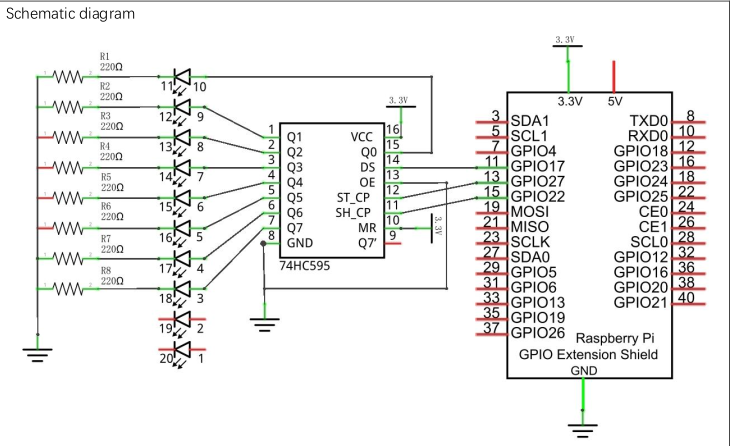 Schematic diagram
R1
220Ω
R2
220Ω
R3
220Ω
R4
220Ω
R5
220Ω
R6
220Ω
R7
220Ω
R8
220Ω
11 10
12 9
13 8
14 7
15 6
16 5
17 4
18 3
19 2
20 1
3.3V
1 Q1 VCC 16
2 Q2 Q0 15
3 Q3 DS 14
4 Q4 OE 13
5 Q5 ST_CP 12
6 Q6 SH_CP 11
7 Q7 MR 10
8 GND Q7' 9
74HC595
3.3V
3.3V
3.3V 5V
3 SDA1 TXD0 8
5 SCL1 RXD0 10
7 GPIO4 GPIO18 12
11 GPIO17 GPIO23 16
13 GPIO27 GPIO24 18
15 GPIO22 GPIO25 22
19 MOSI CE0 24
21 MISO CE1 26
23 SCLK SCL0 28
27 SDA0 GPIO12 32
29 GPIO5 GPIO16 36
31 GPIO6 GPIO20 38
33 GPIO13 GPIO21 40
35 GPIO19
37 GPIO26
Raspberry Pi
GPIO Extension Shield
GND